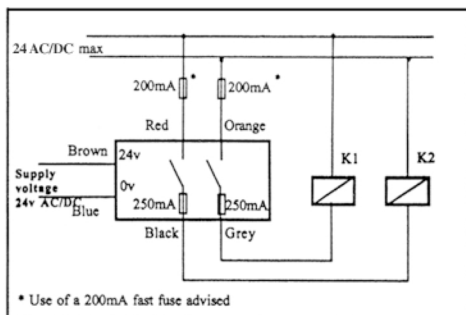 24 AC/DC max
200mA *
200mA *
Red
Orange
Brown
24v
K1
K2
Supply
voltage
24v AC/DC
0v
Blue
250mA
250mA
Black
Grey
* Use of a 200mA fast fuse advised